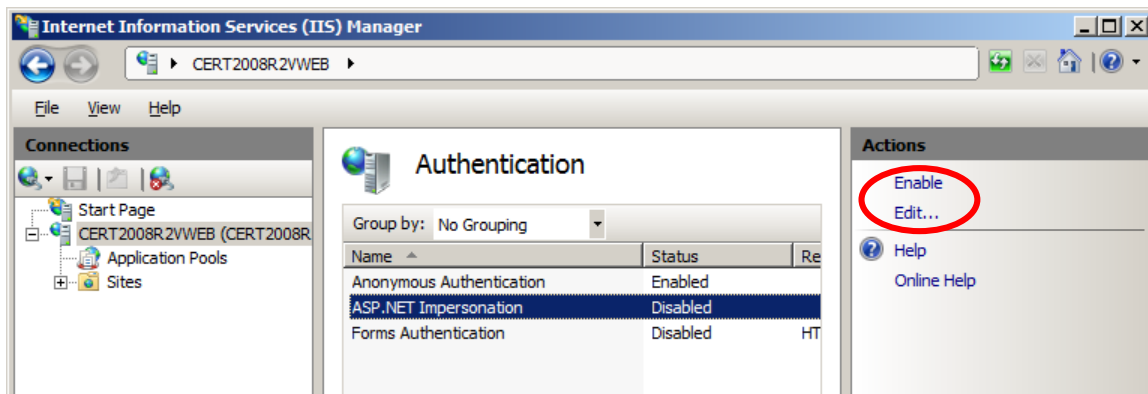 Internet Information Services (IIS) Manager
CERT2008R2VWEB
File View Help
Connections
Start Page
CERT2008R2VWEB (CERT2008R
Application Pools
Sites
Authentication
Group by: No Grouping
Name Status Re
Anonymous Authentication Enabled
ASP.NET Impersonation Disabled
Forms Authentication Disabled HT
Actions
Enable
Edit...
Help
Online Help